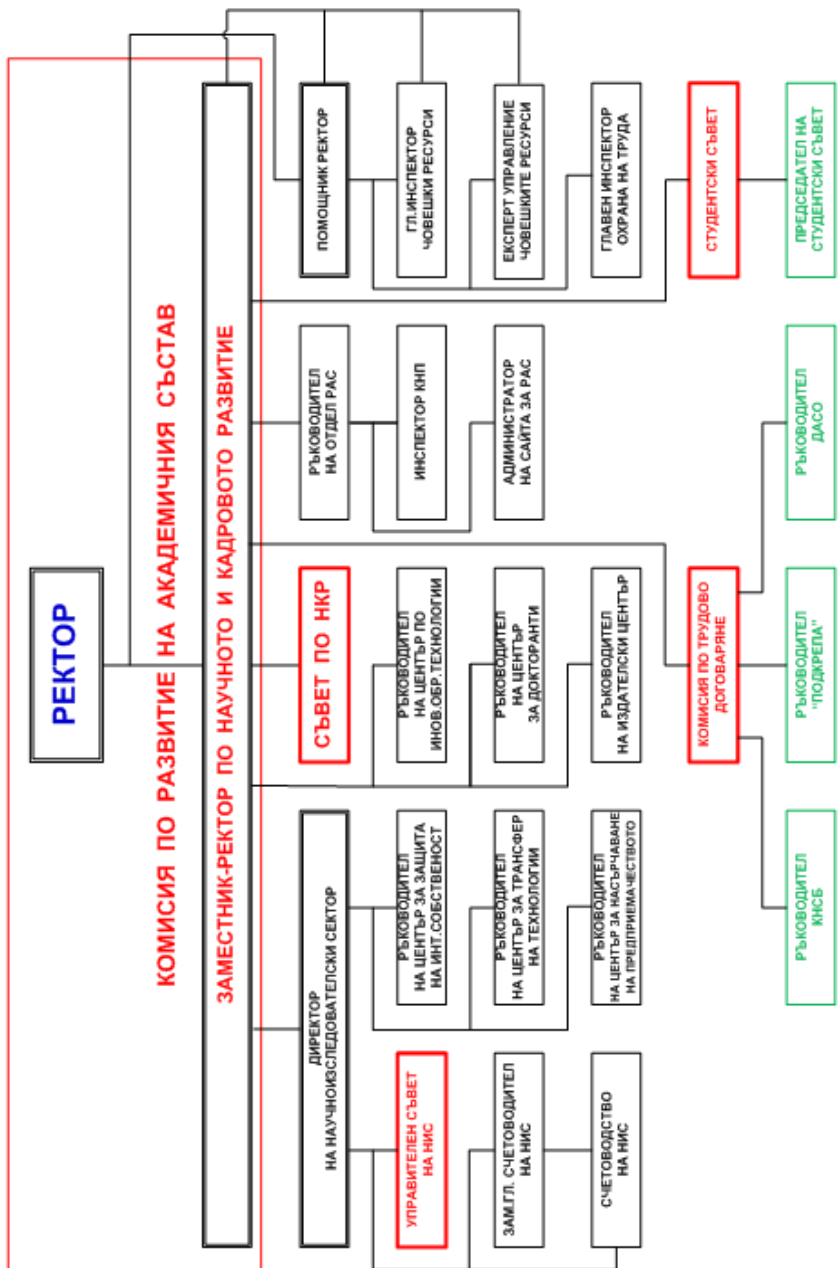 РЕКТОР
КОМИСИЯ ПО РАЗВИТИЕ НА АКАДЕМИЧНИЯ СЪСТАВ
ЗАМЕСТНИК-РЕКТОР ПО НАУЧНОТО И КАДРОВОТО РАЗВИТИЕ
ДИРЕКТОР
НА НАУЧНОИЗСЛЕДОВАТЕЛСКИ СЕКТОР
СЪВЕТ ПО НКР
РЪКОВОДИТЕЛ
НА ОТДЕЛ РАС
ПОМОЩНИК РЕКТОР
УПРАВИТЕЛЕН СЪВЕТ
НА НИС
РЪКОВОДИТЕЛ
НА ЦЕНТЪР ЗА ЗАЩИТА
НА ИНТ.СОБСТВЕНОСТ
РЪКОВОДИТЕЛ
НА ЦЕНТЪР ПО
ИНОВ.ОБР.ТЕХНОЛОГИИ
ИНСПЕКТОР КНП
ГЛ.ИНСПЕКТОР
ЧОВЕШКИ РЕСУРСИ
ЗАМ.ГЛ. СЧЕТОВОДИТЕЛ
НА НИС
РЪКОВОДИТЕЛ
НА ЦЕНТЪР ЗА ТРАНСФЕР
НА ТЕХНОЛОГИИ
РЪКОВОДИТЕЛ
НА ЦЕНТЪР
ЗА ДОКТОРАНТИ
АДМИНИСТРАТОР
НА САЙТА ЗА РАС
ЕКСПЕРТ УПРАВЛЕНИЕ
ЧОВЕШКИТЕ РЕСУРСИ
СЧЕТОВОДСТВО
НА НИС
РЪКОВОДИТЕЛ
НА ЦЕНТЪР ЗА НАСЪРЧАВАНЕ
НА ПРЕДПРИЕМАЧЕСТВОТО
РЪКОВОДИТЕЛ
НА ИЗДАТЕЛСКИ ЦЕНТЪР
ГЛАВЕН ИНСПЕКТОР
ОХРАНА НА ТРУДА
КОМИСИЯ ПО ТРУДОВО
ДОГОВАРЯНЕ
СТУДЕНТСКИ СЪВЕТ
РЪКОВОДИТЕЛ
КНСБ
РЪКОВОДИТЕЛ
"ПОДКРЕПА"
РЪКОВОДИТЕЛ
ДАСО
ПРЕДСЕДАТЕЛ НА
СТУДЕНТСКИ СЪВЕТ